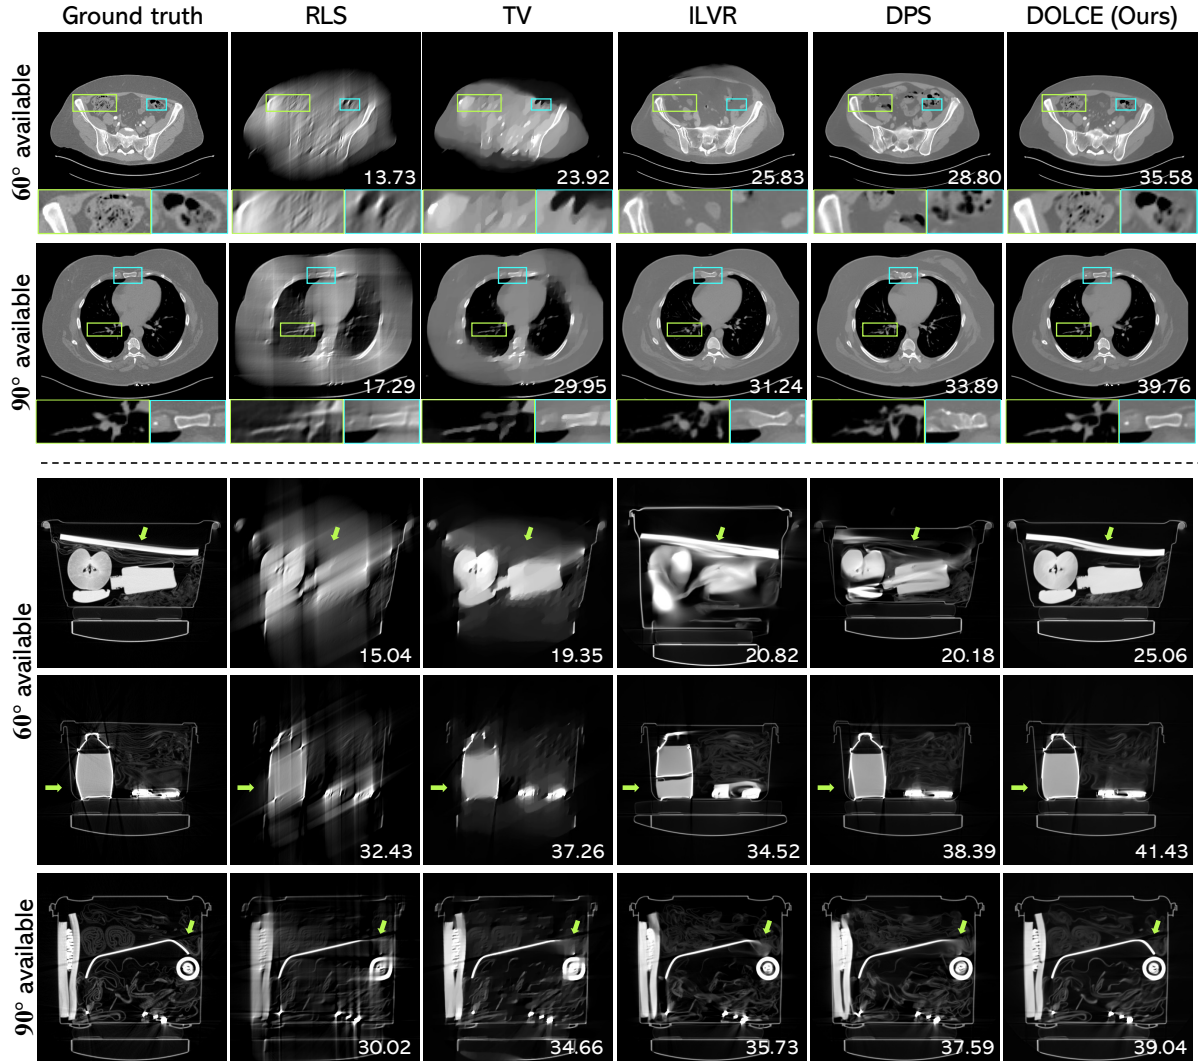 Ground truth RLS TV ILVR DPS DOLCE (Ours)
60° available
13.73 23.92 25.83 28.80 35.58
90° available
17.29 29.95 31.24 33.89 39.76
60° available
15.04 19.35 20.82 20.18 25.06
32.43 37.26 34.52 38.39 41.43
90° available
30.02 34.66 35.73 37.59 39.04